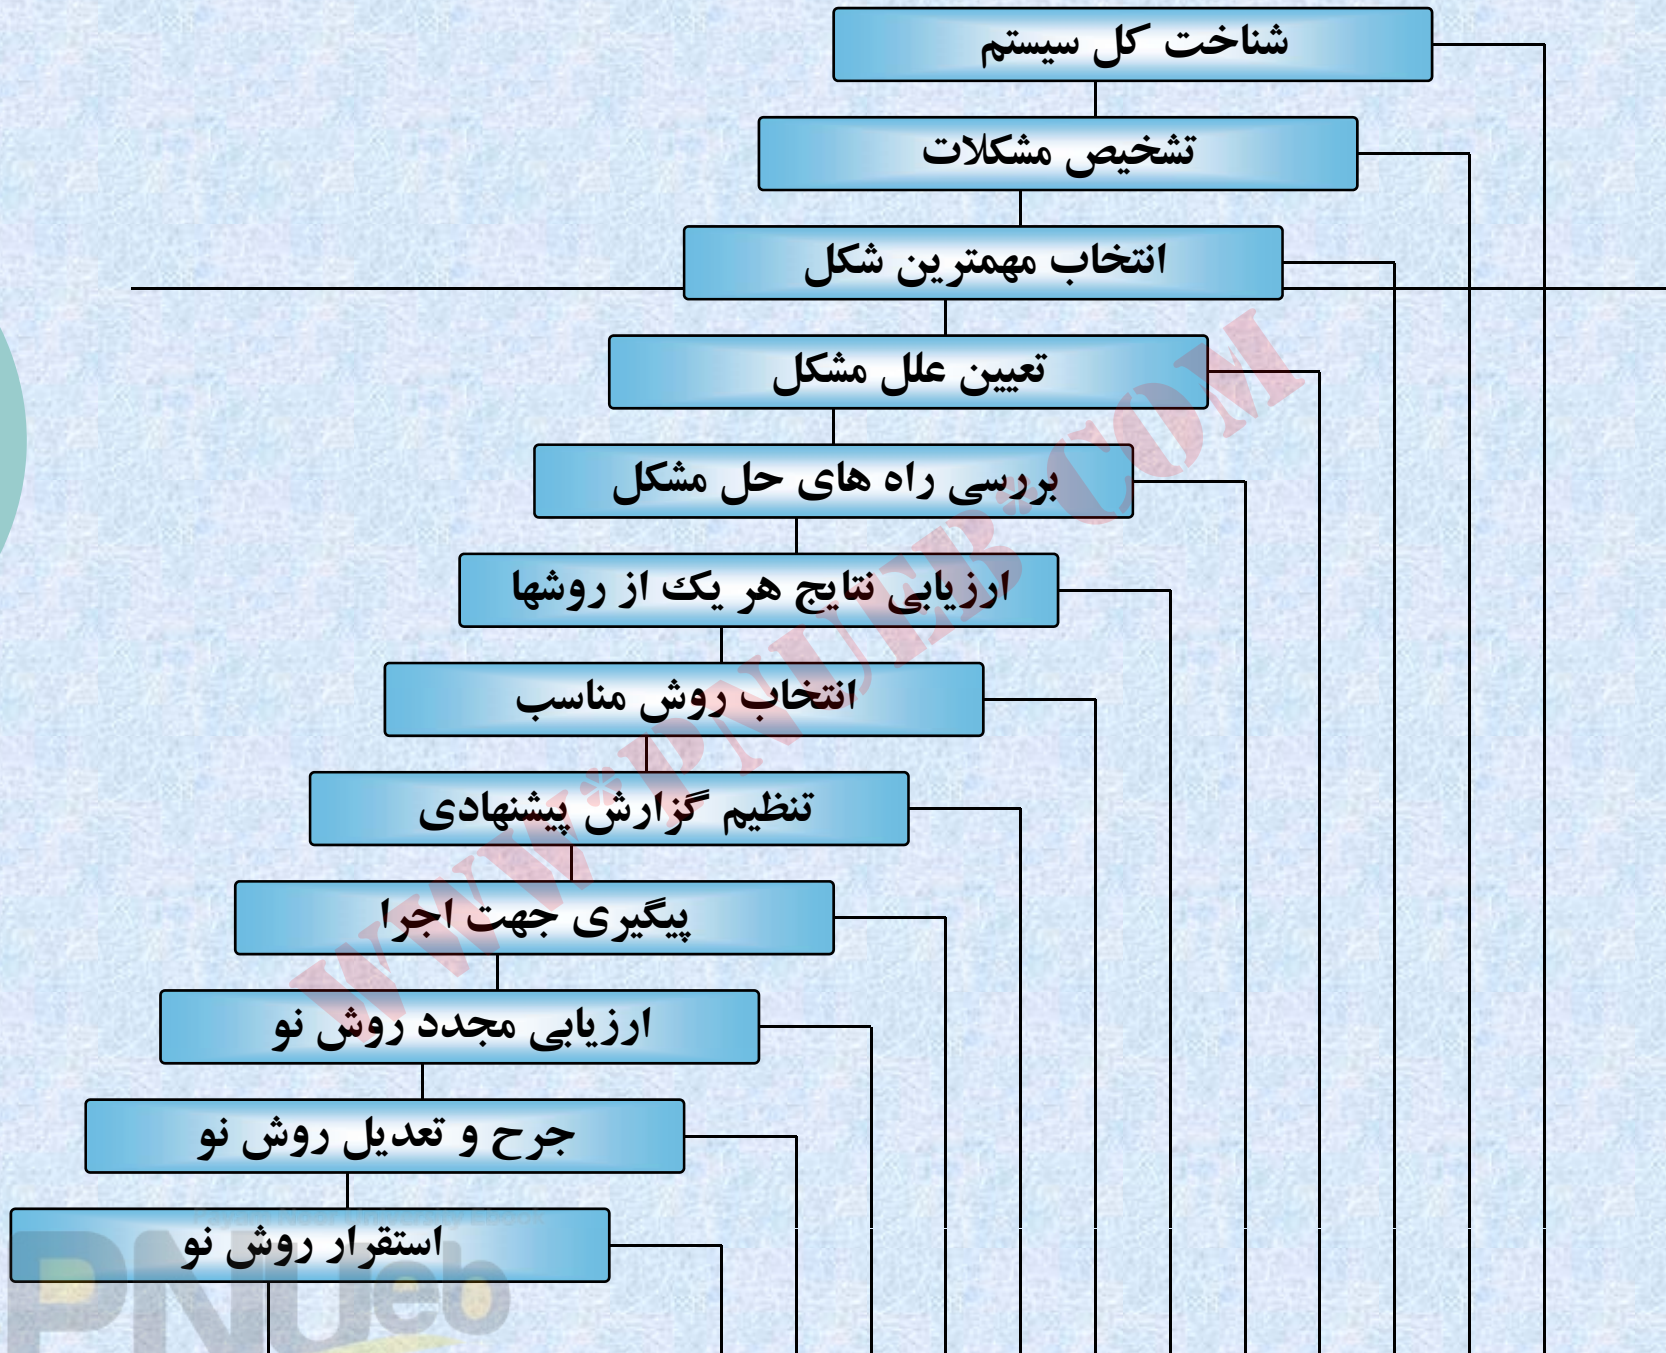 شناخت کل سیستم
تشخیص مشکلات
انتخاب مهمترین شکل
تعیین علل مشکل
بررسی راه های حل مشکل
ارزیابی نتایج هر یک از روشها
انتخاب روش مناسب
تنظیم گزارش پیشنهادی
پیگیری جهت اجرا
ارزیابی مجدد روش نو
جرح و تعدیل روش نو
استقرار روش نو
WWW*PNUEB*COM
PNUeb